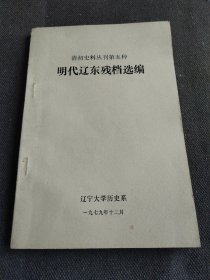 清初史料丛刊第五种
明代辽东残档选编
辽宁大学历史系
一九七九年十二月